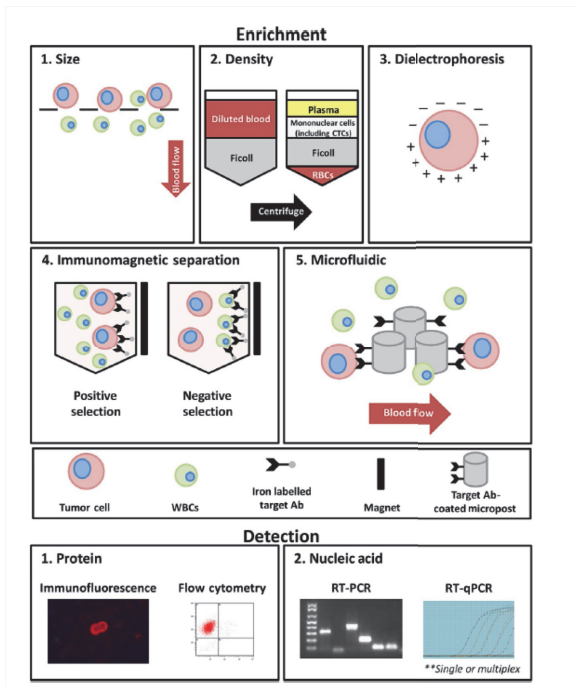 Enrichment
1. Size
Blood flow
2. Density
Diluted blood
Ficoll
Plasma
Mononuclear cells
(including CTCs)
Ficoll
RBCs
Centrifuge
3. Dielectrophoresis
4. Immunomagnetic separation
Positive
selection
Negative
selection
5. Microfluidic
Blood flow
Tumor cell
WBCs
Iron labelled
target Ab
Magnet
Target Ab-
coated micropost
Detection
1. Protein
Immunofluorescence
Flow cytometry
2. Nucleic acid
RT-PCR
RT-qPCR
**Single or multiplex